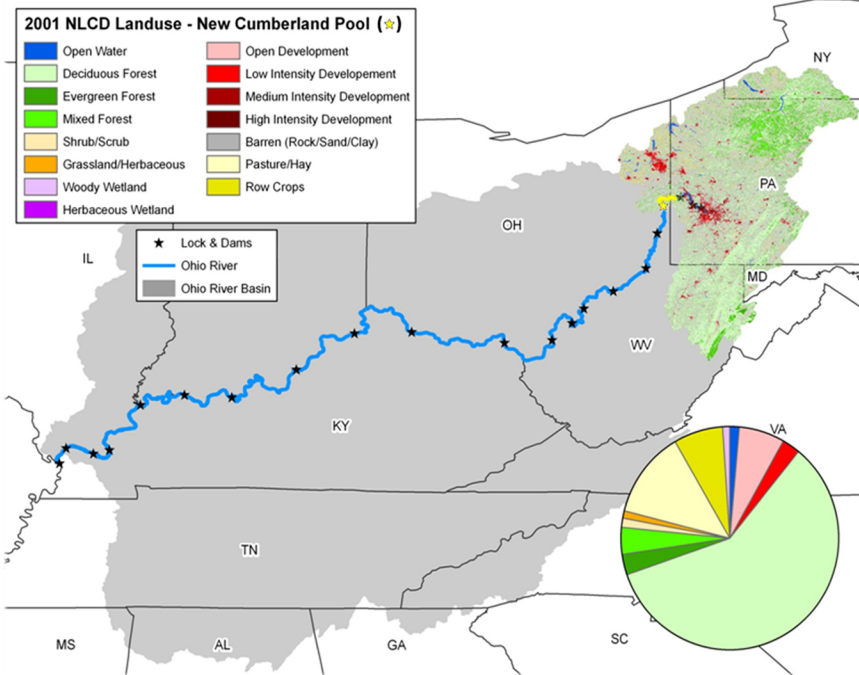 2001 NLCD Landuse - New Cumberland Pool (☆)
Open Water
Deciduous Forest
Evergreen Forest
Mixed Forest
Shrub/Scrub
Grassland/Herbaceous
Woody Wetland
Herbaceous Wetland
Open Development
Low Intensity Developement
Medium Intensity Development
High Intensity Development
Barren (Rock/Sand/Clay)
Pasture/Hay
Row Crops
Lock & Dams
Ohio River
Ohio River Basin
NY
PA
OH
IL
MD
WV
KY
VA
TN
MS
AL
GA
SC